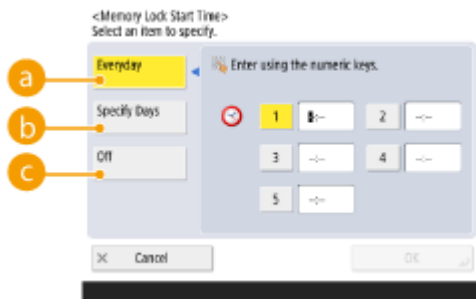 <Memory Lock Start Time>
Select an item to specify.
a
Everyday
Enter using the numeric keys.
b
Specify Days
1 -:-- 2 -:--
c
Off
3 -:-- 4 -:--
5 -:--
× Cancel
OK